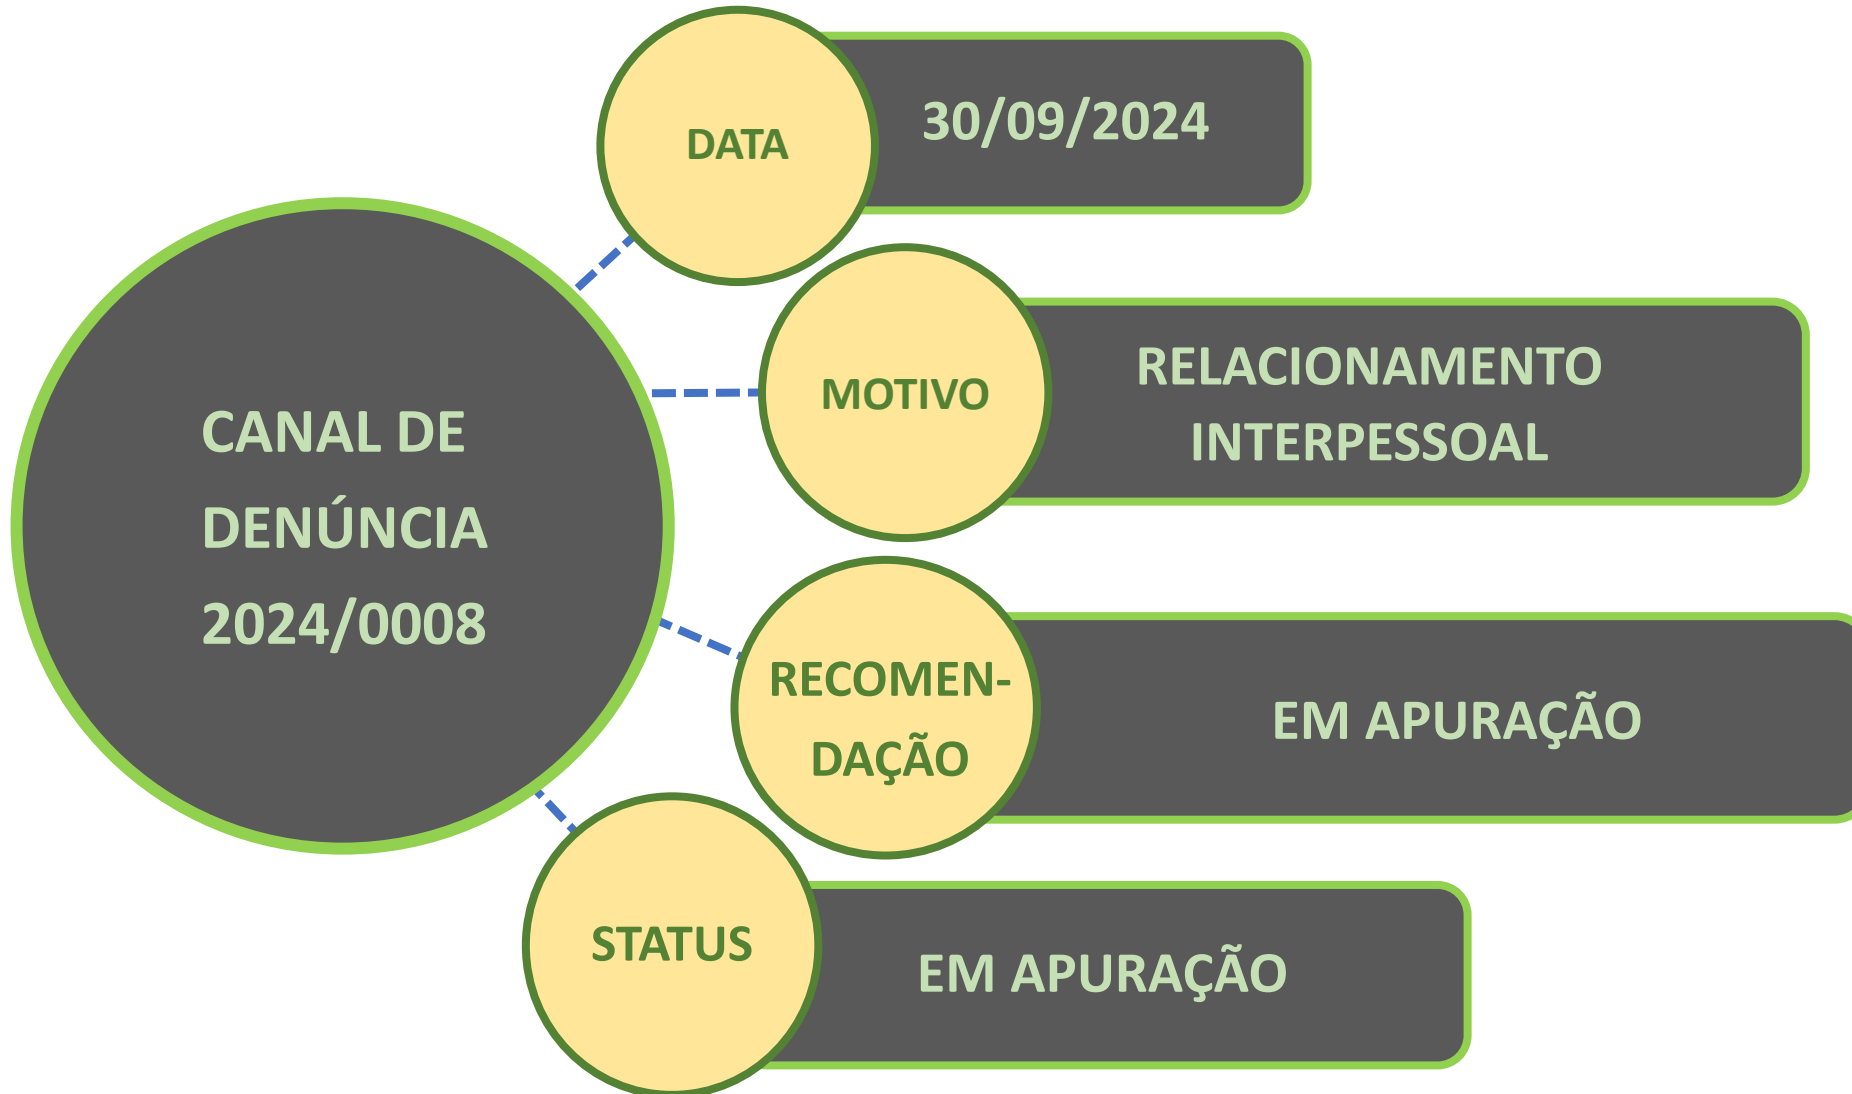 CANAL DE
DENÚNCIA
2024/0008
DATA
30/09/2024
MOTIVO
RELACIONAMENTO
INTERPESSOAL
RECOMEN-
DAÇÃO
EM APURAÇÃO
STATUS
EM APURAÇÃO